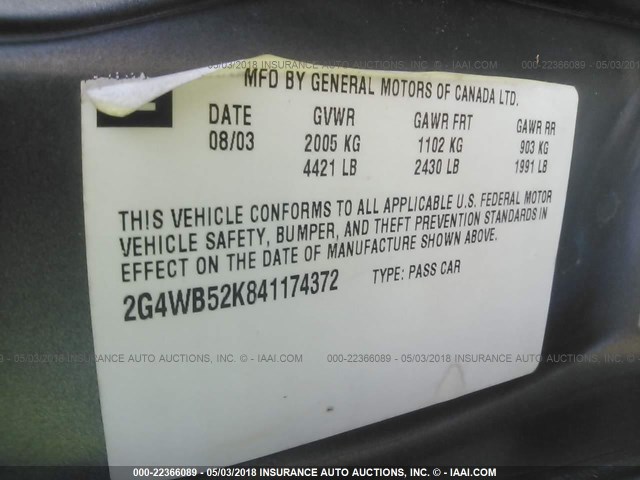 000-22366089 - 05/03/2018 INSURANCE AUTO AUCTIONS, INC. - © - IAAI.COM
MFD BY GENERAL MOTORS OF CANADA LTD.
DATE GVWR GAWR FRT GAWR RR
08/03 2005 KG 1102 KG 903 KG
4421 LB 2430 LB 1991 LB
THIS VEHICLE CONFORMS TO ALL APPLICABLE U.S. FEDERAL MOTOR
VEHICLE SAFETY, BUMPER, AND THEFT PREVENTION STANDARDS IN
EFFECT ON THE DATE OF MANUFACTURE SHOWN ABOVE.
2G4WB52K841174372 TYPE: PASS CAR
INSURANCE AUTO AUCTIONS, INC. - © - IAAI.COM
000-22366089 - 05/03/2018 INSURANCE AUTO AUCTIONS
000-22366089 - 05/03/2018 INSURANCE AUTO AUCTIONS, INC. - © - IAAI.COM